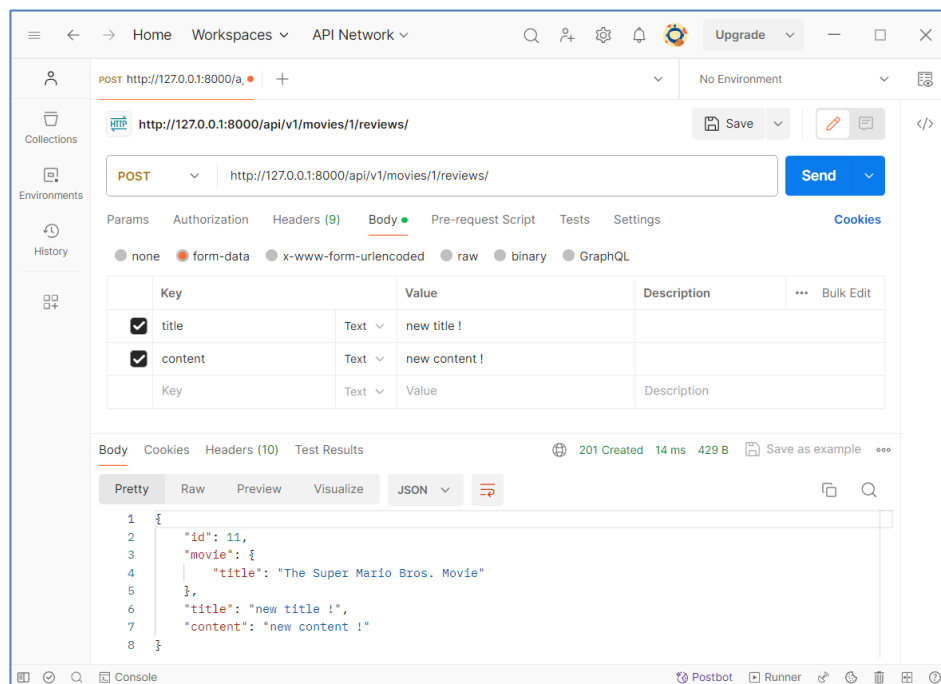 Home Workspaces API Network Upgrade
POST http://127.0.0.1:8000/a No Environment
HTTP http://127.0.0.1:8000/api/v1/movies/1/reviews/ Save
POST http://127.0.0.1:8000/api/v1/movies/1/reviews/ Send
Params Authorization Headers (9) Body Pre-request Script Tests Settings Cookies
none form-data x-www-form-urlencoded raw binary GraphQL
Key Value Description ••• Bulk Edit
title Text new title !
content Text new content !
Key Text Value Description
Collections
Environments
History
Body Cookies Headers (10) Test Results 201 Created 14 ms 429 B Save as example
Pretty Raw Preview Visualize JSON
1 {
2 "id": 11,
3 "movie": {
4 "title": "The Super Mario Bros. Movie"
5 },
6 "title": "new title !",
7 "content": "new content !"
8 }
Console Postbot Runner